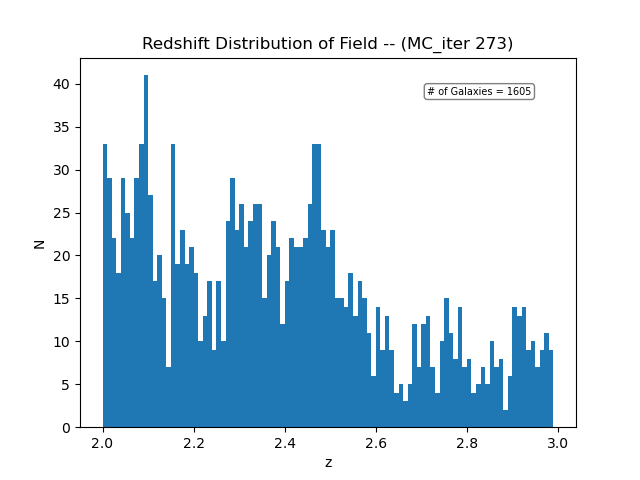 Redshift Distribution of Field -- (MC_iter 273)
# of Galaxies = 1605
40
35
30
25
20
15
10
5
0
N
2.0 2.2 2.4 2.6 2.8 3.0
z